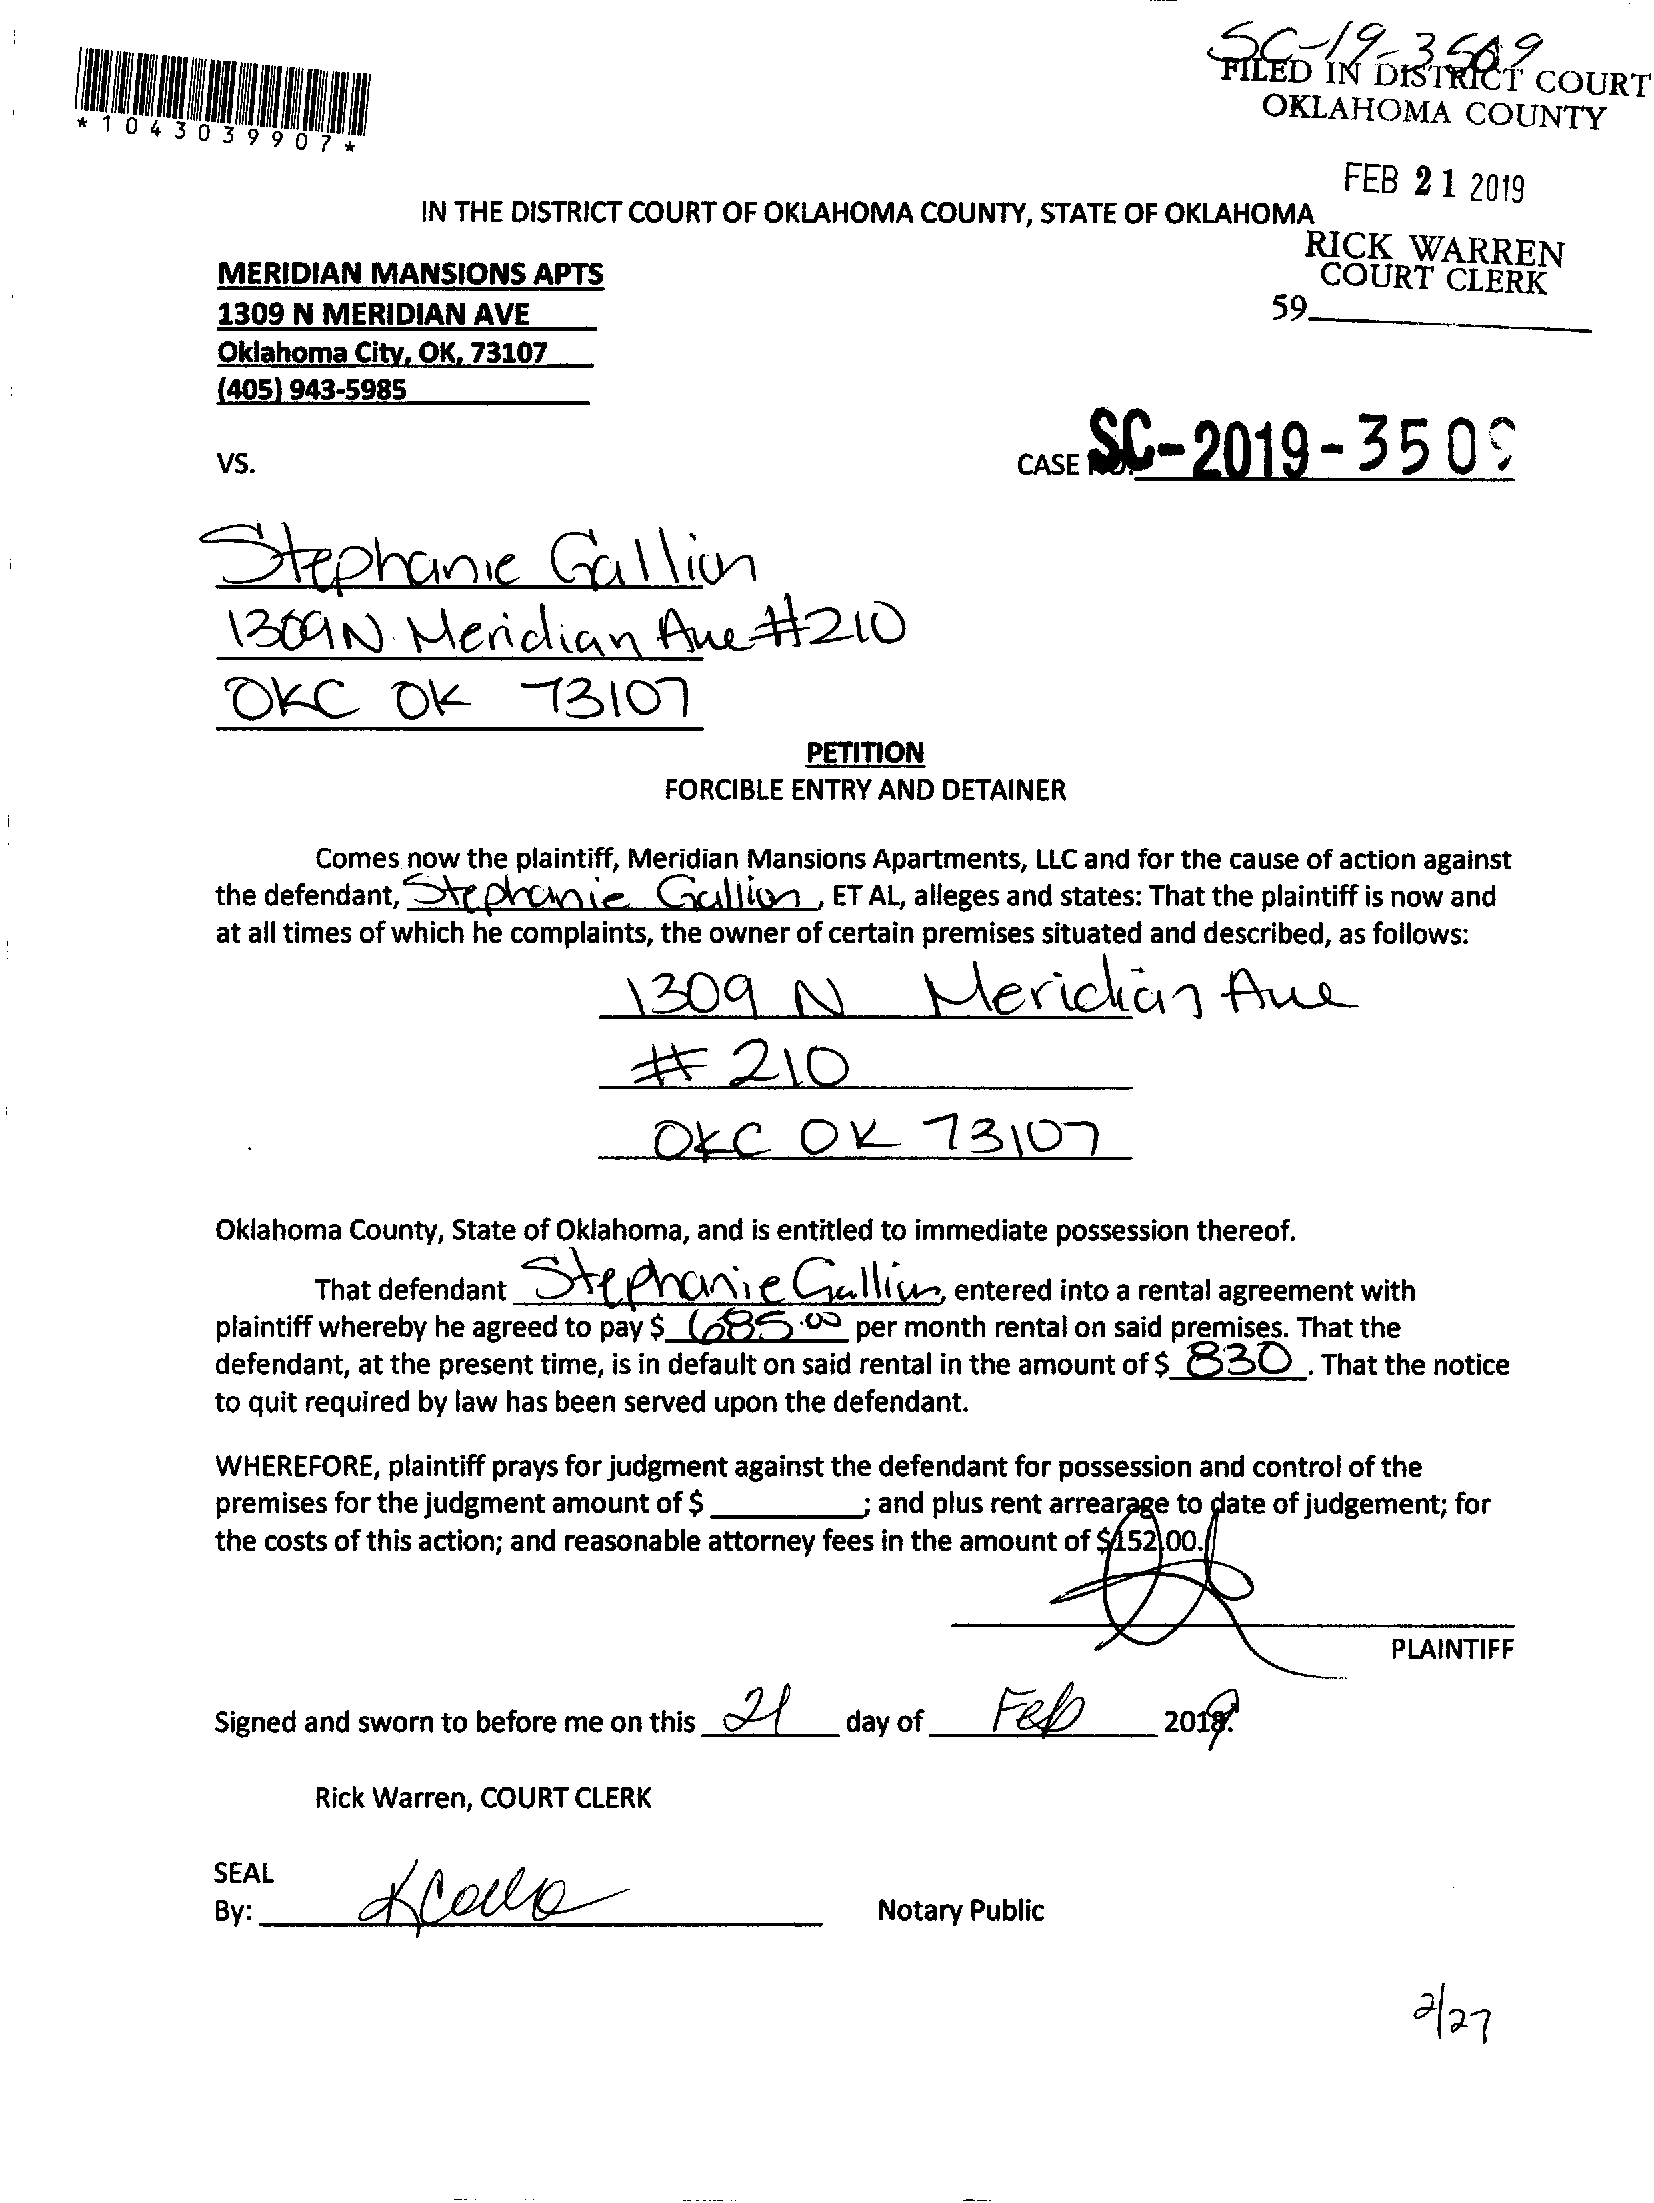 SC-19-3509
FILED IN DISTRICT COURT
OKLAHOMA COUNTY
*1043039907*
FEB 21 2019
IN THE DISTRICT COURT OF OKLAHOMA COUNTY, STATE OF OKLAHOMA
RICK WARREN
COURT CLERK
59
MERIDIAN MANSIONS APTS
1309 N MERIDIAN AVE
Oklahoma City, OK, 73107
(405) 943-5985
VS.
CASE NO. SC-2019-3509
Stephanie Gallion
1309 N Meridian Ave #210
OKC OK 73107
PETITION
FORCIBLE ENTRY AND DETAINER
Comes now the plaintiff, Meridian Mansions Apartments, LLC and for the cause of action against
the defendant, Stephanie Gallion, ET AL, alleges and states: That the plaintiff is now and
at all times of which he complaints, the owner of certain premises situated and described, as follows:
1309 N Meridian Ave
# 210
OKC OK 73107
Oklahoma County, State of Oklahoma, and is entitled to immediate possession thereof.
That defendant Stephanie Gallion, entered into a rental agreement with
plaintiff whereby he agreed to pay $ 685.00 per month rental on said premises. That the
defendant, at the present time, is in default on said rental in the amount of $ 830. That the notice
to quit required by law has been served upon the defendant.
WHEREFORE, plaintiff prays for judgment against the defendant for possession and control of the
premises for the judgment amount of $ ; and plus rent arrearage to date of judgement; for
the costs of this action; and reasonable attorney fees in the amount of $152.00.
PLAINTIFF
Signed and sworn to before me on this 21 day of Feb 2019.
Rick Warren, COURT CLERK
SEAL
By: Notary Public
2/27